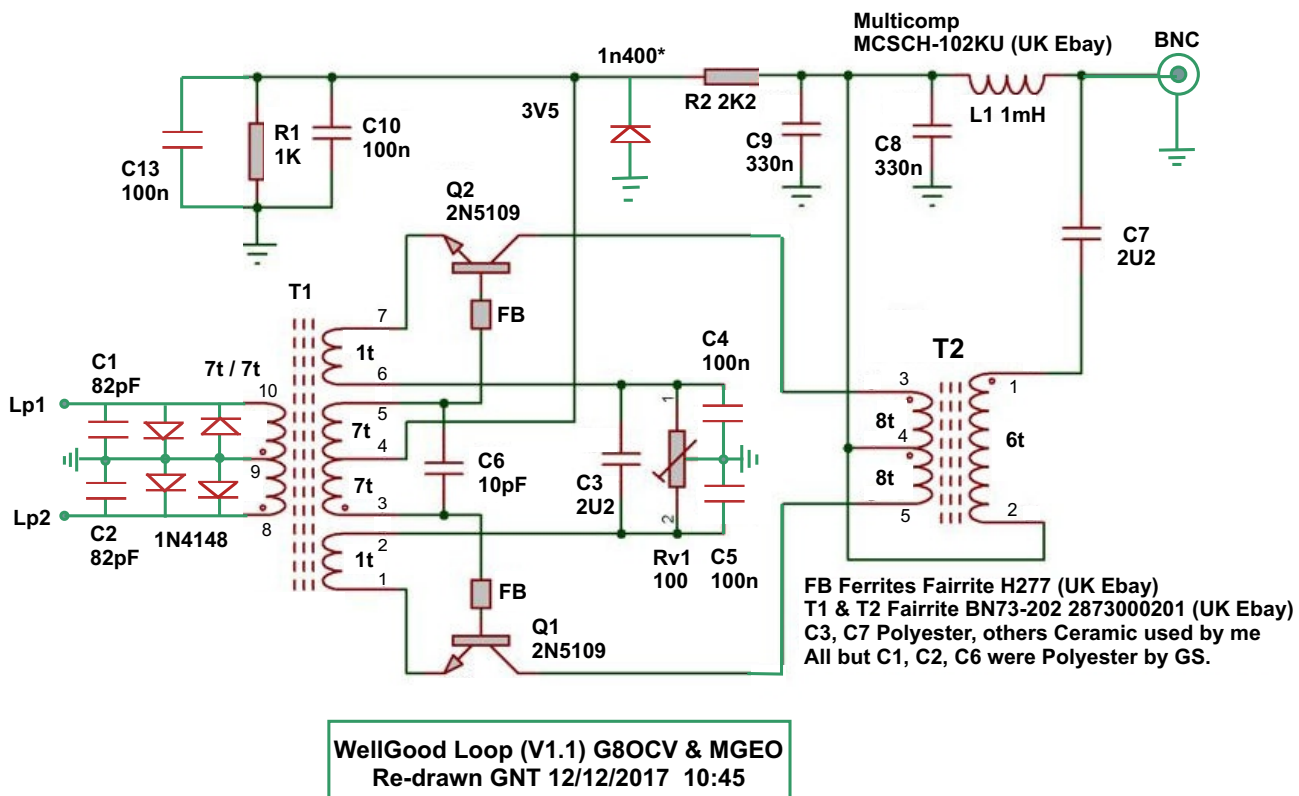 Multicomp
MCSCH-102KU (UK Ebay)
BNC
1n400*
R2 2K2
L1 1mH
3V5
C13
100n
R1
1K
C10
100n
C9
330n
C8
330n
Q2
2N5109
C7
2U2
T1
FB
7
1t
6
C4
100n
T2
C1
82pF
7t / 7t
10
Lp1
5
7t
4
7t
3
9
8
C6
10pF
C3
2U2
1
2
Rv1
100
C5
100n
3
8t
4
8t
5
1
6t
2
Lp2
C2
82pF
1N4148
2
1t
1
FB
Q1
2N5109
FB Ferrites Fairrite H277 (UK Ebay)
T1 & T2 Fairrite BN73-202 2873000201 (UK Ebay)
C3, C7 Polyester, others Ceramic used by me
All but C1, C2, C6 were Polyester by GS.
WellGood Loop (V1.1) G8OCV & MGEO
Re-drawn GNT 12/12/2017 10:45